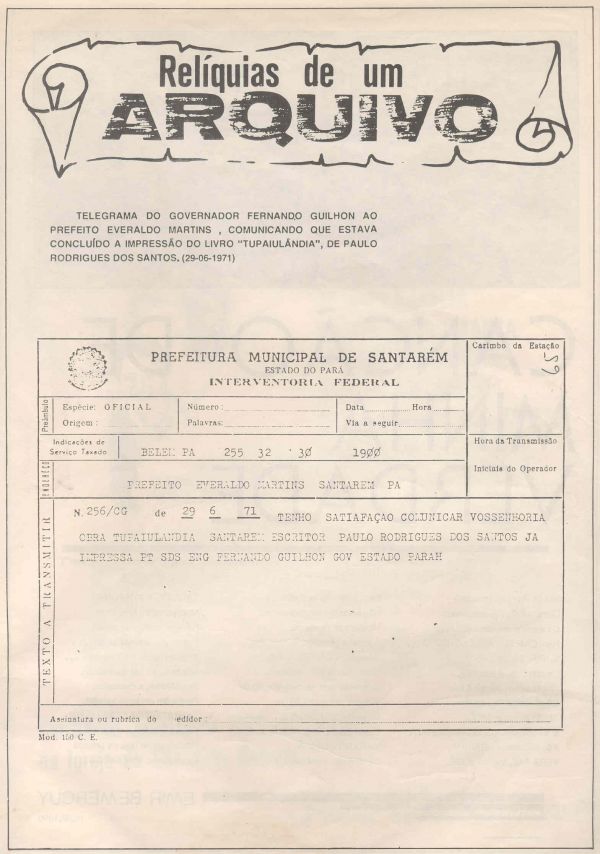 Relíquias de um
ARQUIVO
TELEGRAMA DO GOVERNADOR FERNANDO GUILHON AO
PREFEITO EVERALDO MARTINS , COMUNICANDO QUE ESTAVA
CONCLUÍDO A IMPRESSÃO DO LIVRO "TUPAIULÂNDIA", DE PAULO
RODRIGUES DOS SANTOS. (29-06-1971)
PREFEITURA MUNICIPAL DE SANTARÉM
ESTADO DO PARÁ
INTERVENTORIA FEDERAL
Carimbo da Estação
659
Preâmbulo
Espécie: OFICIAL
Origem :
Número:
Palavras:
Data Hora
Via a seguir
Indicações de
Serviço Taxado
BELEM PA 255 32 30 1900
Hora da Transmissão
Iniciais do Operador
ENDEREÇO
PREFEITO EVERALDO MARTINS SANTAREM PA
TEXTO A TRANSMITIR
N. 256/CG de 29 6 71 TENHO SATIAFAÇAO COMUNICAR VOSSENHORIA
OBRA TUPAIULANDIA SANTAREM ESCRITOR PAULO RODRIGUES DOS SANTOS JA
IMPRESSA PT SDS ENG FERNANDO GUILHON GOV ESTADO PARAH
Assinatura ou rubrica do edidor:
Mod. 150 C. E.